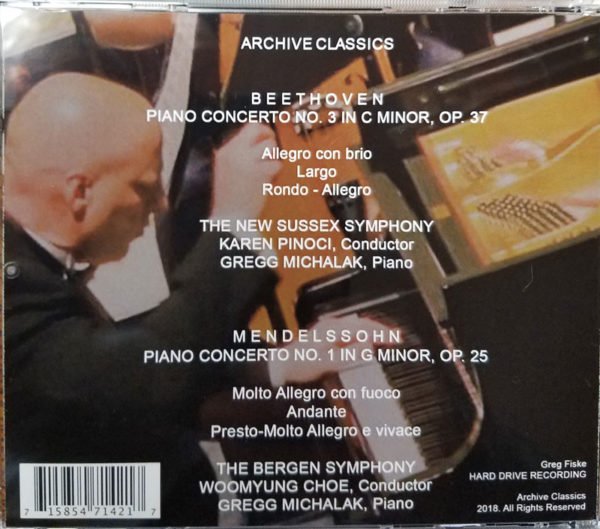 ARCHIVE CLASSICS
BEETHOVEN
PIANO CONCERTO NO. 3 IN C MINOR, OP. 37
Allegro con brio
Largo
Rondo - Allegro
THE NEW SUSSEX SYMPHONY
KAREN PINOCI, Conductor
GREGG MICHALAK, Piano
MENDELSSOHN
PIANO CONCERTO NO. 1 IN G MINOR, OP. 25
Molto Allegro con fuoco
Andante
Presto-Molto Allegro e vivace
THE BERGEN SYMPHONY
WOOMYUNG CHOE, Conductor
GREGG MICHALAK, Piano
7 15854 71421 7
Greg Fiske
HARD DRIVE RECORDING
Archive Classics
2018. All Rights Reserved